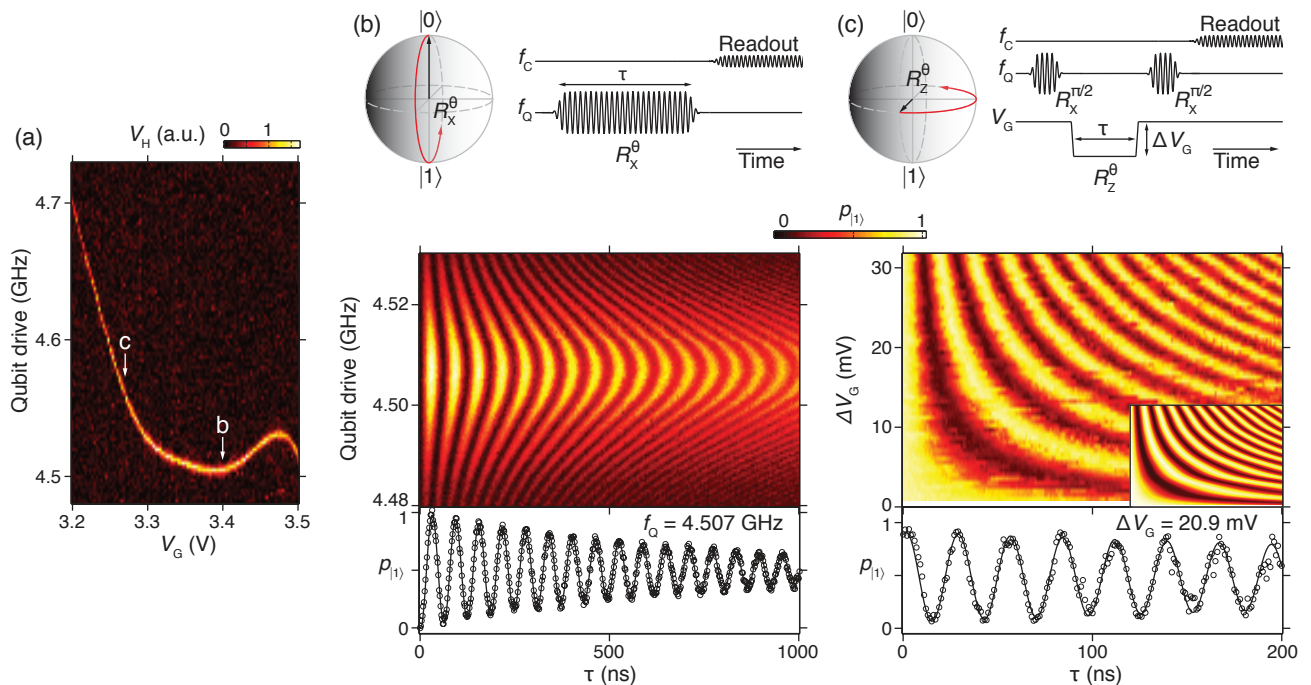 (a)
V_H (a.u.)
0 1
Qubit drive (GHz)
4.7
4.6
4.5
c
b
3.2 3.3 3.4 3.5
V_G (V)
(b)
|0⟩
R_X^θ
|1⟩
f_C
Readout
τ
f_Q
R_X^θ
Time
(c)
|0⟩
R_Z^θ
|1⟩
f_C
Readout
f_Q
R_X^π/2 R_X^π/2
V_G
τ
ΔV_G
R_Z^θ
Time
p_|1⟩
0 1
Qubit drive (GHz)
4.52
4.50
4.48
f_Q = 4.507 GHz
1
p_|1⟩
0
0 500 1000
τ (ns)
ΔV_G (mV)
30
20
10
0
ΔV_G = 20.9 mV
1
p_|1⟩
0
0 100 200
τ (ns)